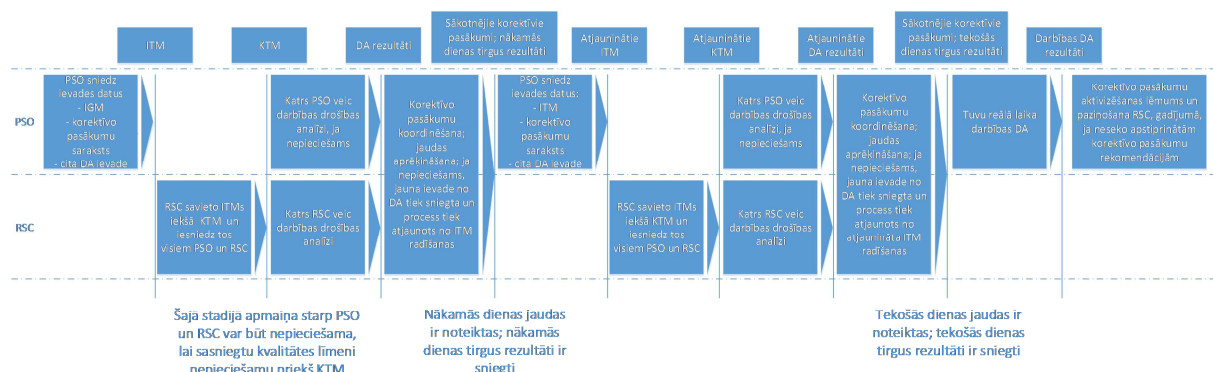 ITM
KTM
DA rezultāti
Sākotnējie korektīvie
pasākumi; nākamās
dienas tirgus rezultāti
Atjauninātie
ITM
Atjauninātie
KTM
Atjauninātie
DA rezultāti
Sākotnējie korektīvie
pasākumi; tekošās
dienas tirgus rezultāti
Darbības DA
rezultāti
PSO
PSO sniedz
ievades datus
- IGM
- korektīvo
pasākumu
saraksts
- cita DA ievade
Katrs PSO veic
darbības drošības
analīzi, ja
nepieciešams
Korektīvo
pasākumu
koordinēšana;
jaudas
aprēķināšana; ja
nepieciešams,
jauna ievade no
DA tiek sniegta un
process tiek
atjaunots no ITM
radīšanas
PSO sniedz
ievades datus:
- ITM
- korektīvo
pasākumu
saraksts
- cita DA ievade
Katrs PSO veic
darbības drošības
analīzi, ja
nepieciešams
Korektīvo
pasākumu
koordinēšana;
jaudas
aprēķināšana; ja
nepieciešams,
jauna ievade no
DA tiek sniegta un
process tiek
atjaunots no
atjaunināta ITM
radīšanas
Tuvu reālā laika
darbības DA
Korektīvo pasākumu
aktivizēšanas lēmums un
paziņošana RSC, gadījumā,
ja neseko apstiprinātām
korektīvo pasākumu
rekomendācijām
RSC
RSC savieto ITMs
iekšā KTM un
iesniedz tos
visiem PSO un RSC
Katrs RSC veic
darbības drošības
analīzi
RSC savieto ITMs
iekšā KTM un
iesniedz tos
visiem PSO un RSC
Katrs RSC veic
darbības drošības
analīzi
Šajā stadijā apmaiņa starp PSO
un RSC var būt nepieciešama,
lai sasniegtu kvalitātes līmeni
nepieciešamu priekš KTM
Nākamās dienas jaudas
ir noteiktas; nākamās
dienas tirgus rezultāti ir
sniegti
Tekošās dienas jaudas ir
noteiktas; tekošās dienas
tirgus rezultāti ir sniegti